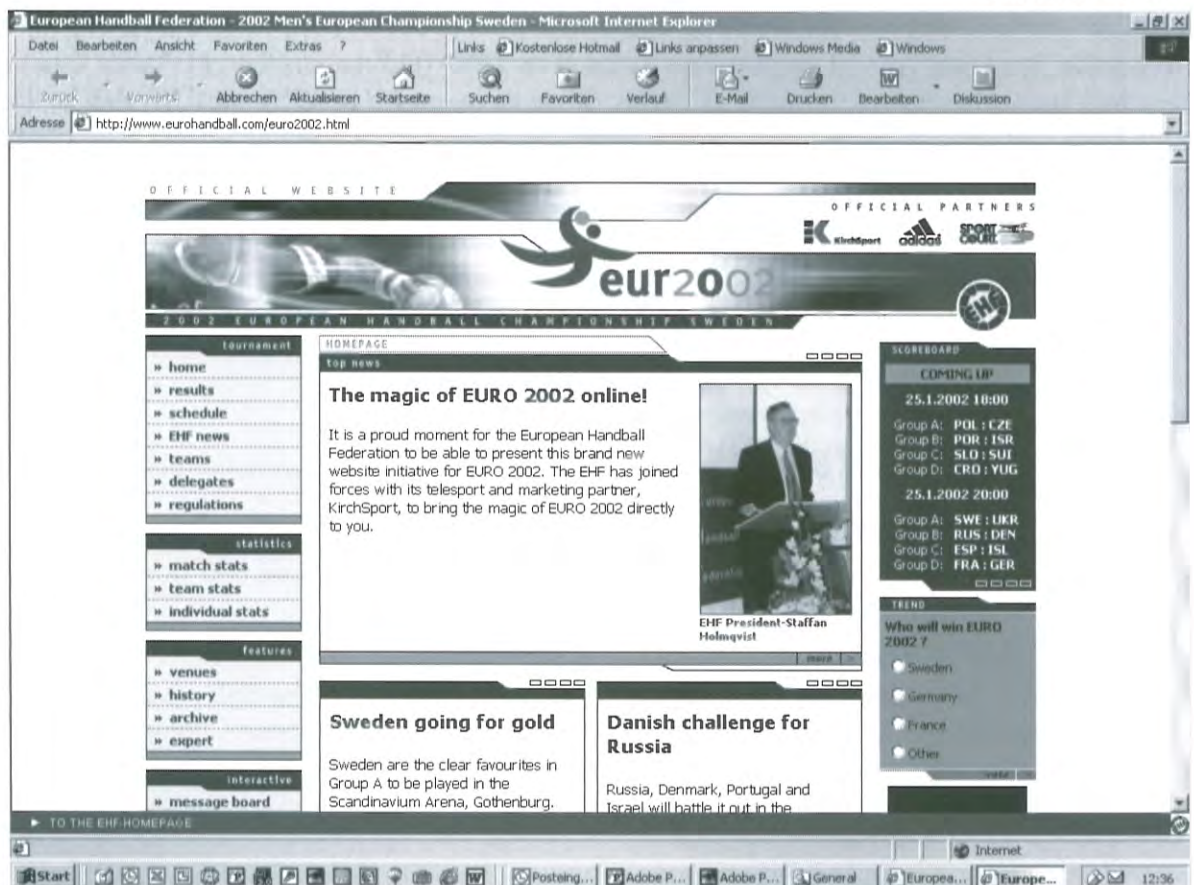 European Handball Federation - 2002 Men's European Championship Sweden - Microsoft Internet Explorer
Datei Bearbeiten Ansicht Favoriten Extras ?
Links Kostenlose Hotmail Links anpassen Windows Media Windows
Zurück Vorwärts Abbrechen Aktualisieren Startseite Suchen Favoriten Verlauf E-Mail Drucken Bearbeiten Diskussion
Adresse http://www.eurohandball.com/euro2002.html
OFFICIAL WEBSITE
OFFICIAL PARTNERS
KirchSport adidas SPORT COURT
eur2002
EHF
2002 EUROPEAN HANDBALL CHAMPIONSHIP SWEDEN
tournament
» home
» results
» schedule
» EHF news
» teams
» delegates
» regulations
statistics
» match stats
» team stats
» individual stats
features
» venues
» history
» archive
» expert
interactive
» message board
HOMEPAGE
top news
The magic of EURO 2002 online!
It is a proud moment for the European Handball
Federation to be able to present this brand new
website initiative for EURO 2002. The EHF has joined
forces with its telesport and marketing partner,
KirchSport, to bring the magic of EURO 2002 directly
to you.
EHF President-Staffan
Holmqvist
more
Sweden going for gold
Sweden are the clear favourites in
Group A to be played in the
Scandinavium Arena, Gothenburg.
Danish challenge for
Russia
Russia, Denmark, Portugal and
Israel will battle it out in the
SCOREBOARD
COMING UP
25.1.2002 18:00
Group A: POL : CZE
Group B: POR : ISR
Group C: SLO : SUI
Group D: CRO : YUG
25.1.2002 20:00
Group A: SWE : UKR
Group B: RUS : DEN
Group C: ESP : ISL
Group D: FRA : GER
TREND
Who will win EURO
2002 ?
Sweden
Germany
France
Other
vote
TO THE EHF-HOMEPAGE
Internet
Start Posteing... Adobe P... Adobe P... General Europea... Europe... 12:36